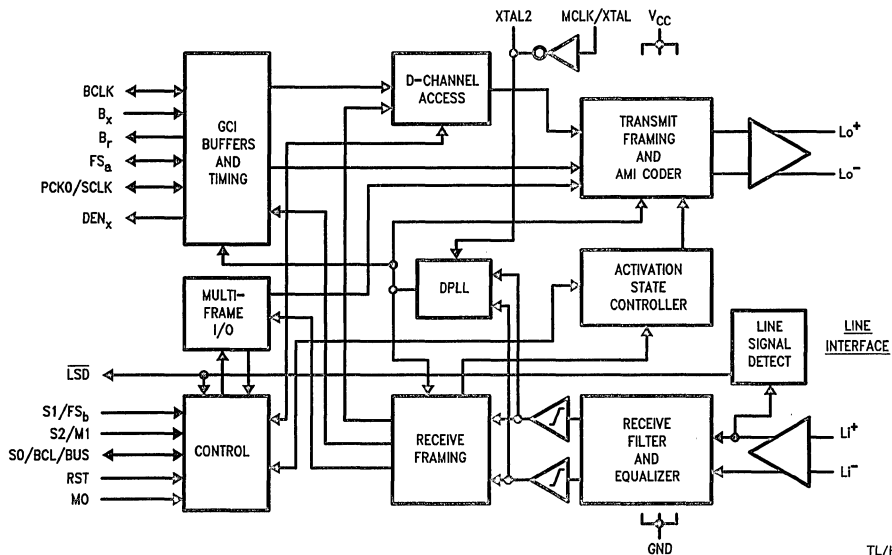 XTAL2
MCLK/XTAL
VCC
BCLK
Bx
Br
FSa
PCK0/SCLK
DENx
GCI
BUFFERS
AND
TIMING
D-CHANNEL
ACCESS
TRANSMIT
FRAMING
AND
AMI CODER
Lo+
Lo-
MULTI-
FRAME
I/O
DPLL
ACTIVATION
STATE
CONTROLLER
LINE
SIGNAL
DETECT
LINE
INTERFACE
LSD
S1/FSb
S2/M1
S0/BCL/BUS
RST
M0
CONTROL
RECEIVE
FRAMING
RECEIVE
FILTER
AND
EQUALIZER
Li+
Li-
GND